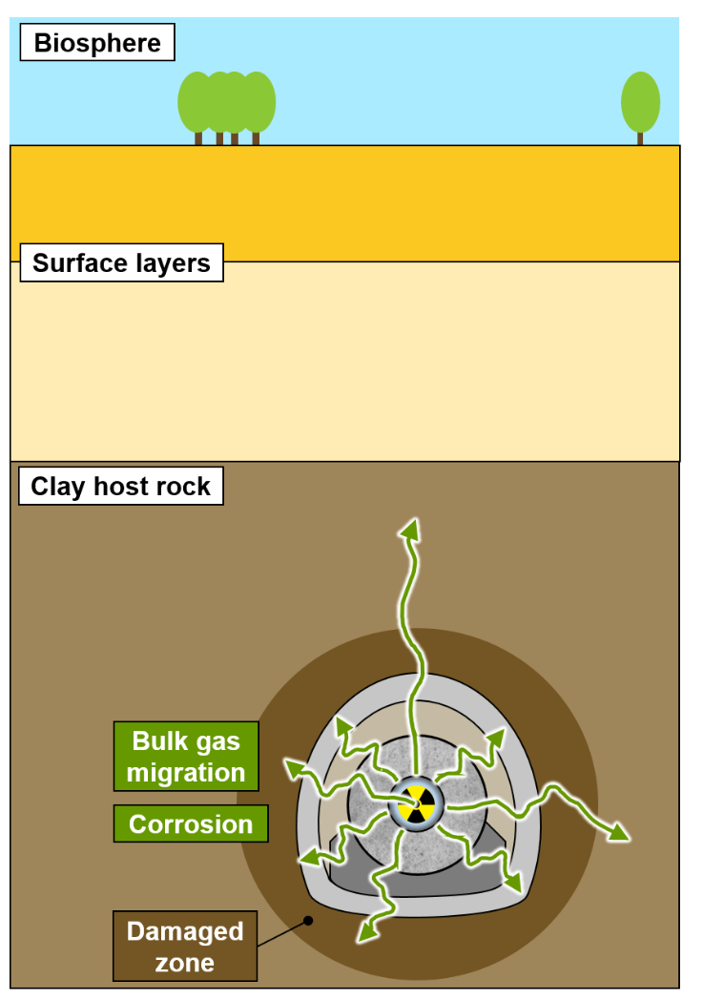 Biosphere
Surface layers
Clay host rock
Bulk gas
migration
Corrosion
Damaged
zone